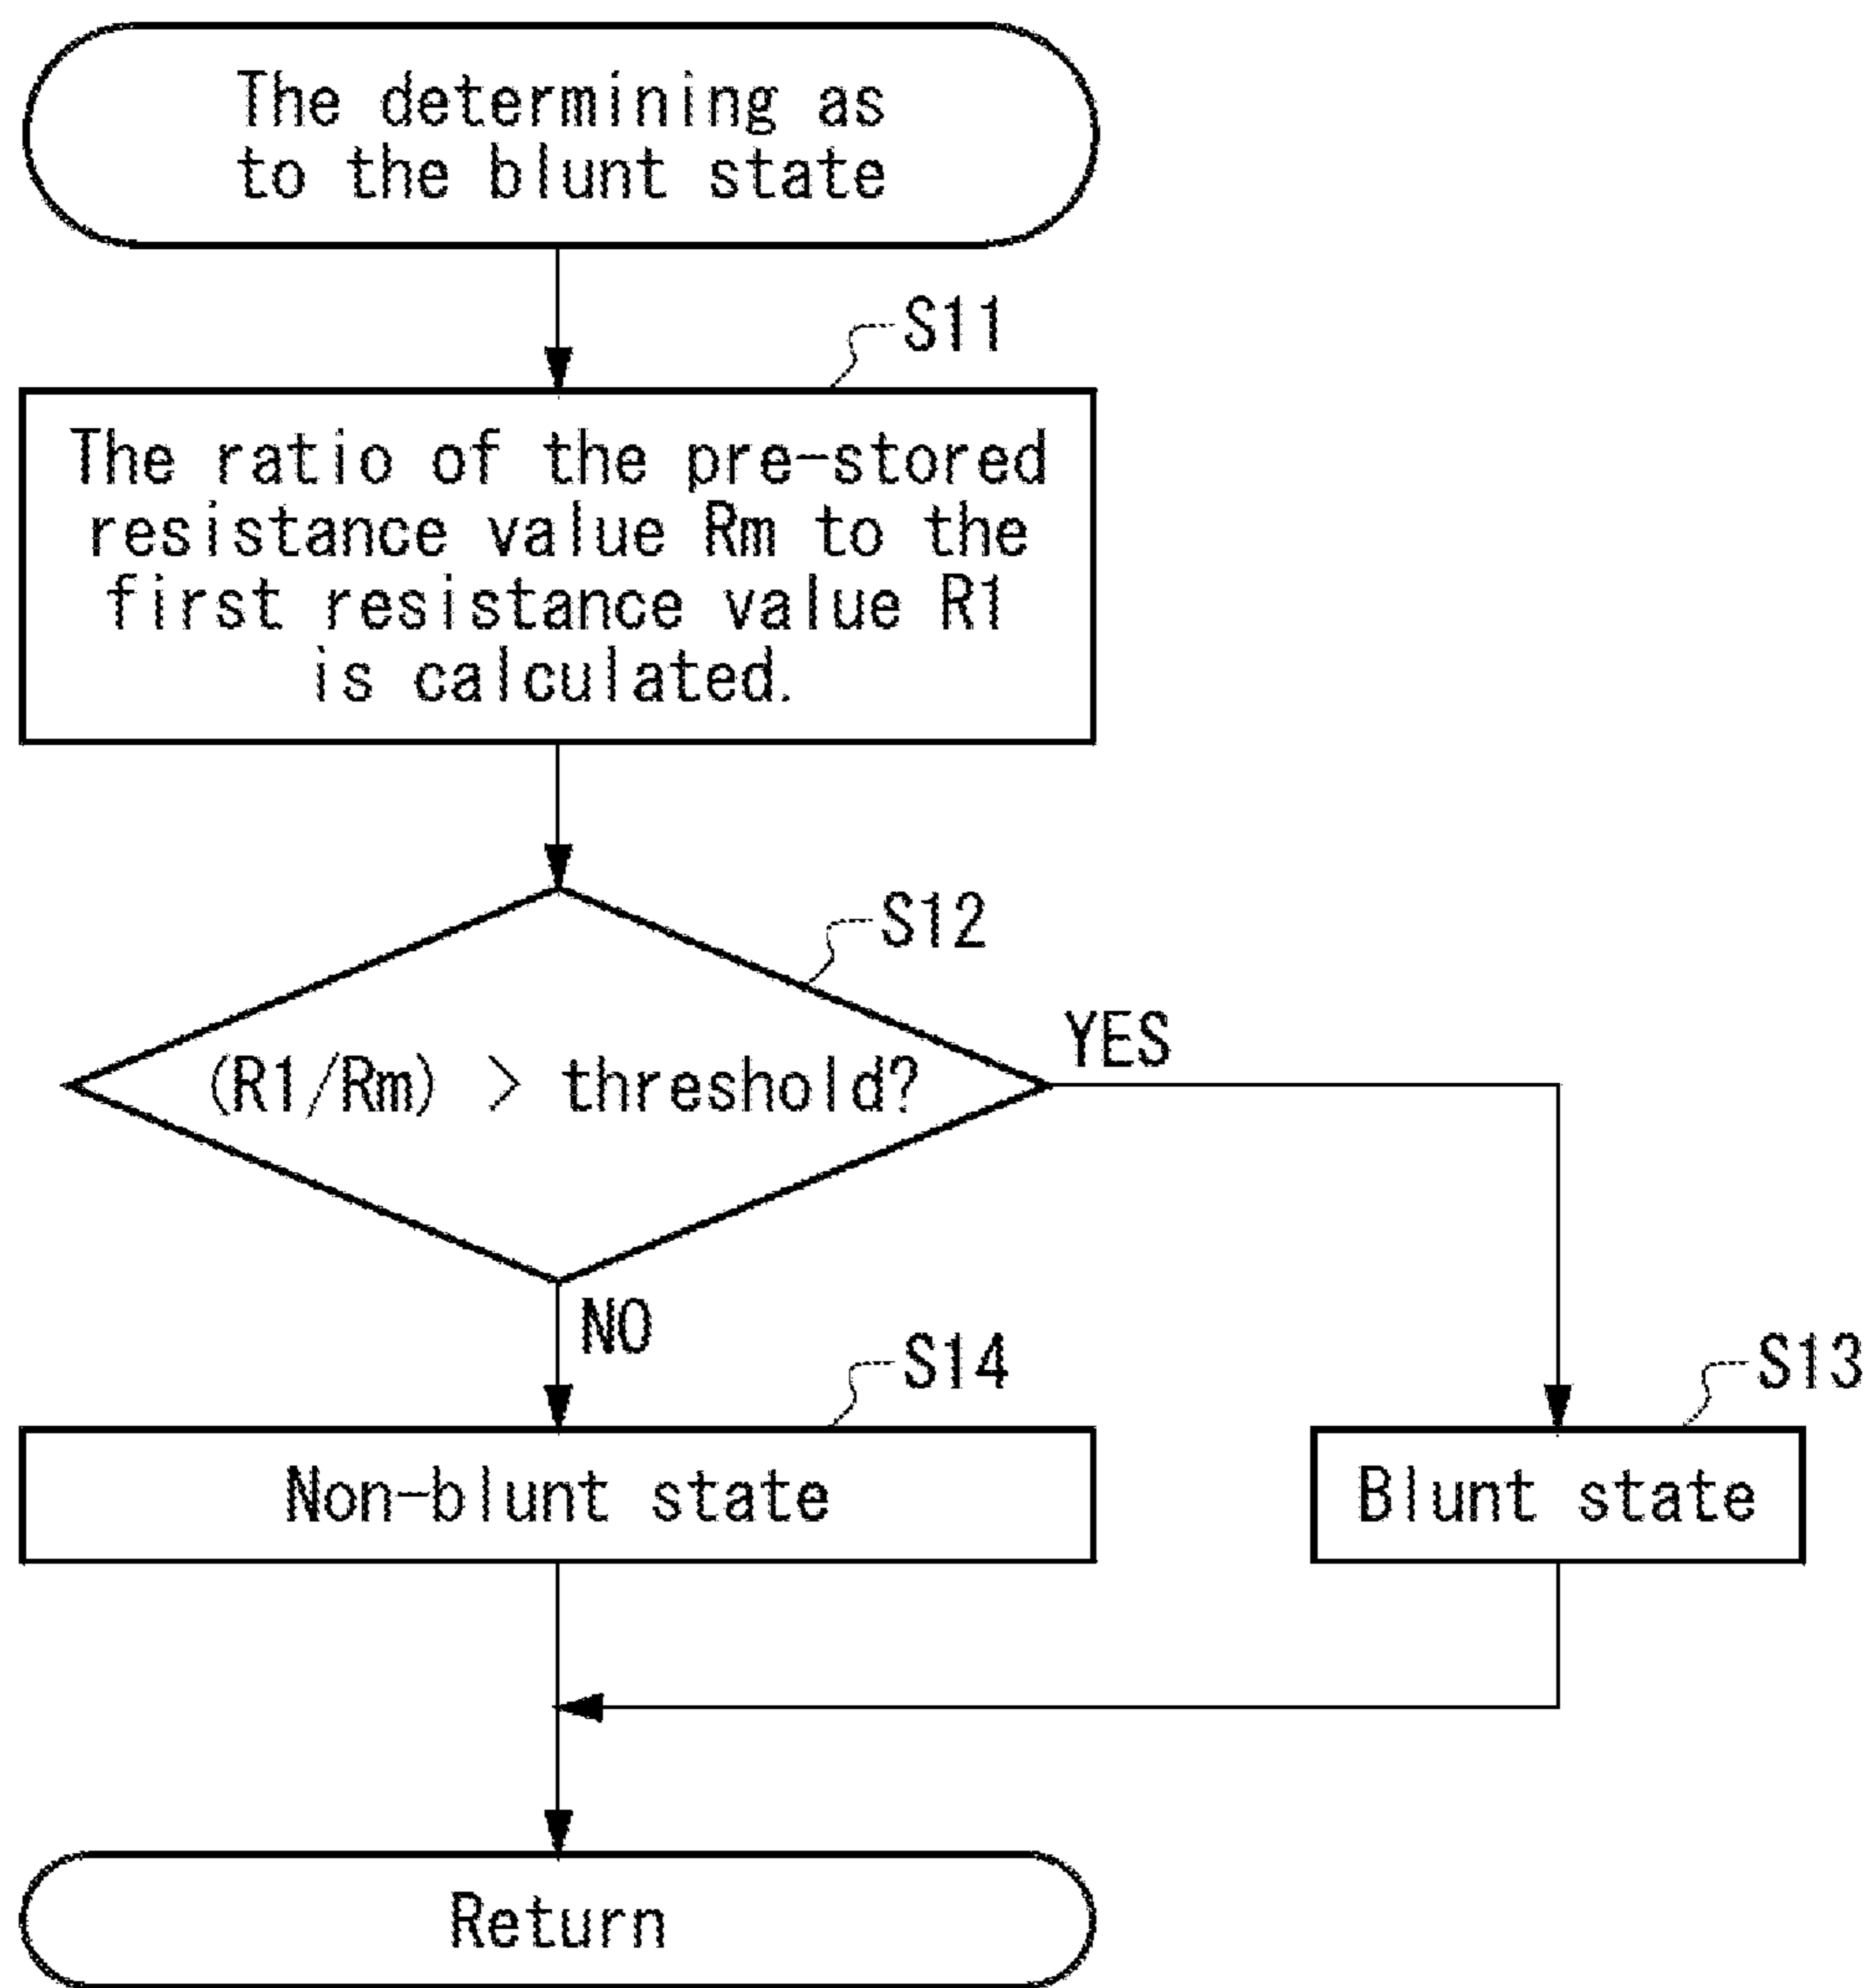 The determining as
to the blunt state
S11
The ratio of the pre-stored
resistance value Rm to the
first resistance value R1
is calculated.
S12
(R1/Rm) > threshold?
YES
NO
S14
S13
Non-blunt state
Blunt state
Return